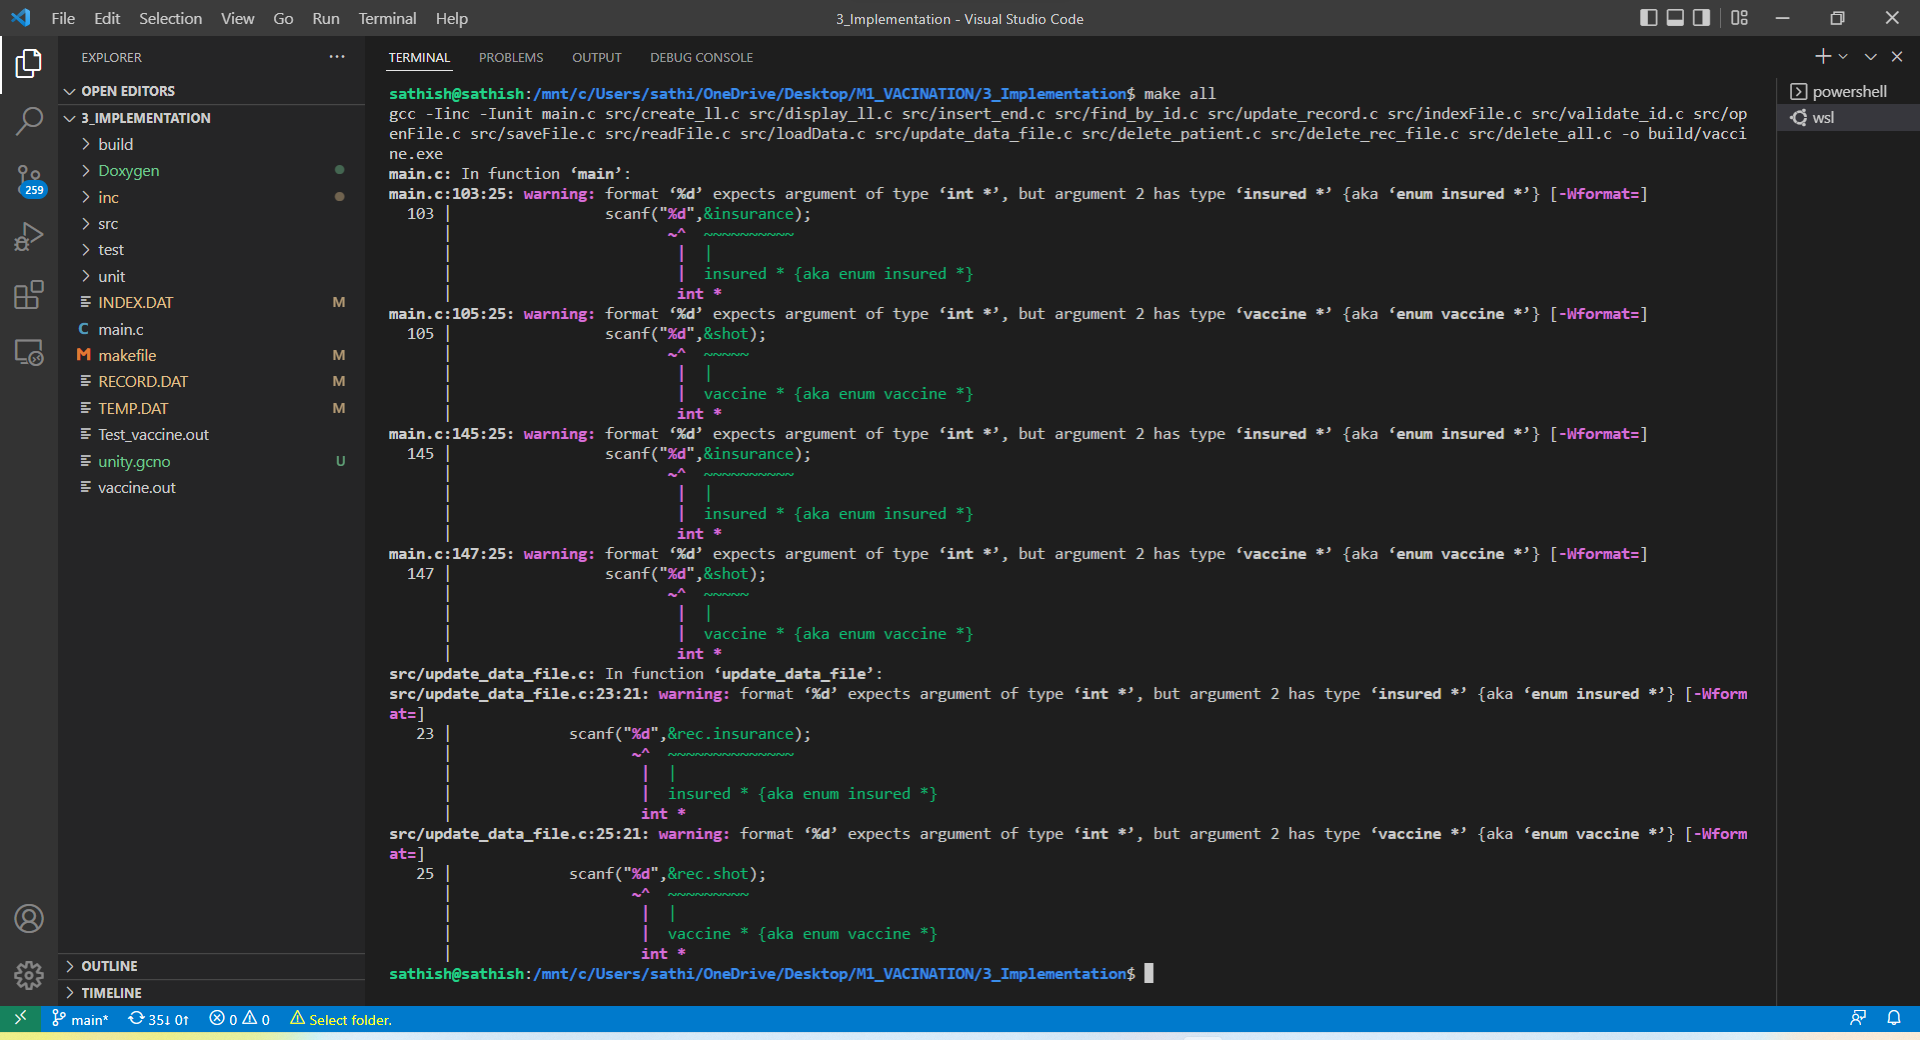 File Edit Selection View Go Run Terminal Help
3_Implementation - Visual Studio Code
EXPLORER
OPEN EDITORS
3_IMPLEMENTATION
build
Doxygen
inc
src
test
unit
INDEX.DAT M
C main.c
M makefile M
RECORD.DAT M
TEMP.DAT M
Test_vaccine.out
unity.gcno U
vaccine.out
OUTLINE
TIMELINE
259
TERMINAL PROBLEMS OUTPUT DEBUG CONSOLE
sathish@sathish:/mnt/c/Users/sathi/OneDrive/Desktop/M1_VACINATION/3_Implementation$ make all
gcc -Iinc -Iunit main.c src/create_ll.c src/display_ll.c src/insert_end.c src/find_by_id.c src/update_record.c src/indexFile.c src/validate_id.c src/op
enFile.c src/saveFile.c src/readFile.c src/loadData.c src/update_data_file.c src/delete_patient.c src/delete_rec_file.c src/delete_all.c -o build/vacci
ne.exe
main.c: In function ‘main’:
main.c:103:25: warning: format ‘%d’ expects argument of type ‘int *’, but argument 2 has type ‘insured *’ {aka ‘enum insured *’} [-Wformat=]
103 | scanf("%d",&insurance);
| ~^ ~~~~~~~~~~
| | |
| | insured * {aka enum insured *}
| int *
main.c:105:25: warning: format ‘%d’ expects argument of type ‘int *’, but argument 2 has type ‘vaccine *’ {aka ‘enum vaccine *’} [-Wformat=]
105 | scanf("%d",&shot);
| ~^ ~~~~~
| | |
| | vaccine * {aka enum vaccine *}
| int *
main.c:145:25: warning: format ‘%d’ expects argument of type ‘int *’, but argument 2 has type ‘insured *’ {aka ‘enum insured *’} [-Wformat=]
145 | scanf("%d",&insurance);
| ~^ ~~~~~~~~~~
| | |
| | insured * {aka enum insured *}
| int *
main.c:147:25: warning: format ‘%d’ expects argument of type ‘int *’, but argument 2 has type ‘vaccine *’ {aka ‘enum vaccine *’} [-Wformat=]
147 | scanf("%d",&shot);
| ~^ ~~~~~
| | |
| | vaccine * {aka enum vaccine *}
| int *
src/update_data_file.c: In function ‘update_data_file’:
src/update_data_file.c:23:21: warning: format ‘%d’ expects argument of type ‘int *’, but argument 2 has type ‘insured *’ {aka ‘enum insured *’} [-Wform
at=]
23 | scanf("%d",&rec.insurance);
| ~^ ~~~~~~~~~~~~~~
| | |
| | insured * {aka enum insured *}
| int *
src/update_data_file.c:25:21: warning: format ‘%d’ expects argument of type ‘int *’, but argument 2 has type ‘vaccine *’ {aka ‘enum vaccine *’} [-Wform
at=]
25 | scanf("%d",&rec.shot);
| ~^ ~~~~~~~~~
| | |
| | vaccine * {aka enum vaccine *}
| int *
sathish@sathish:/mnt/c/Users/sathi/OneDrive/Desktop/M1_VACINATION/3_Implementation$
powershell
wsl
main* 35↓ 0↑ 0 0 Select folder.